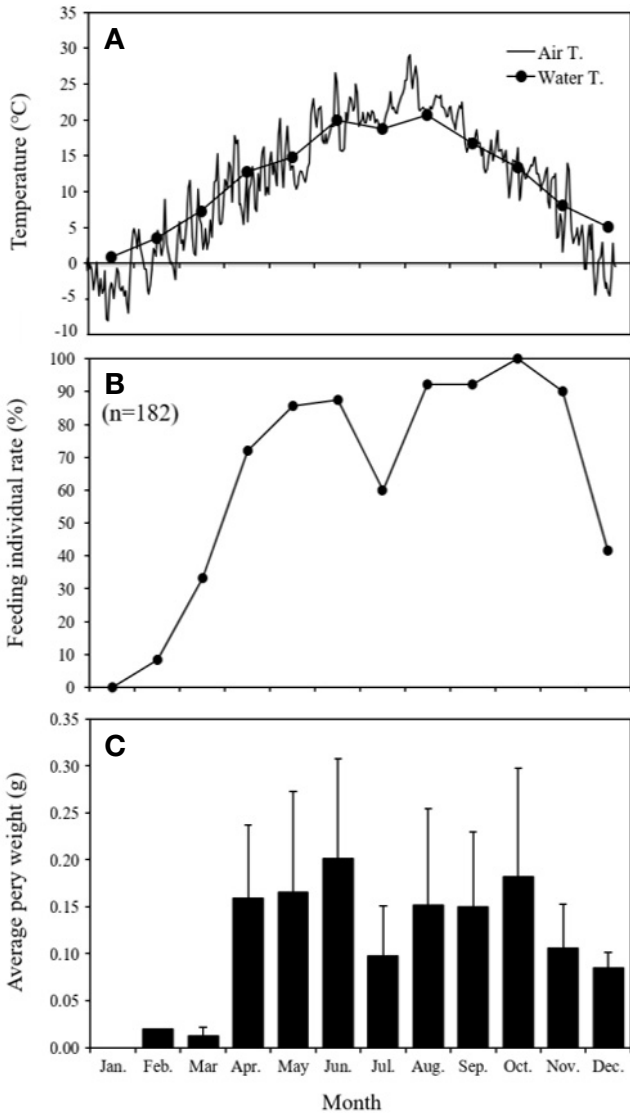 A
Air T.
Water T.
Temperature (°C)
35
30
25
20
15
10
5
0
-5
-10
B
(n=182)
Feeding individual rate (%)
100
90
80
70
60
50
40
30
20
10
0
C
Average pery weight (g)
0.35
0.30
0.25
0.20
0.15
0.10
0.05
0.00
Jan. Feb. Mar Apr. May Jun. Jul. Aug. Sep. Oct. Nov. Dec.
Month